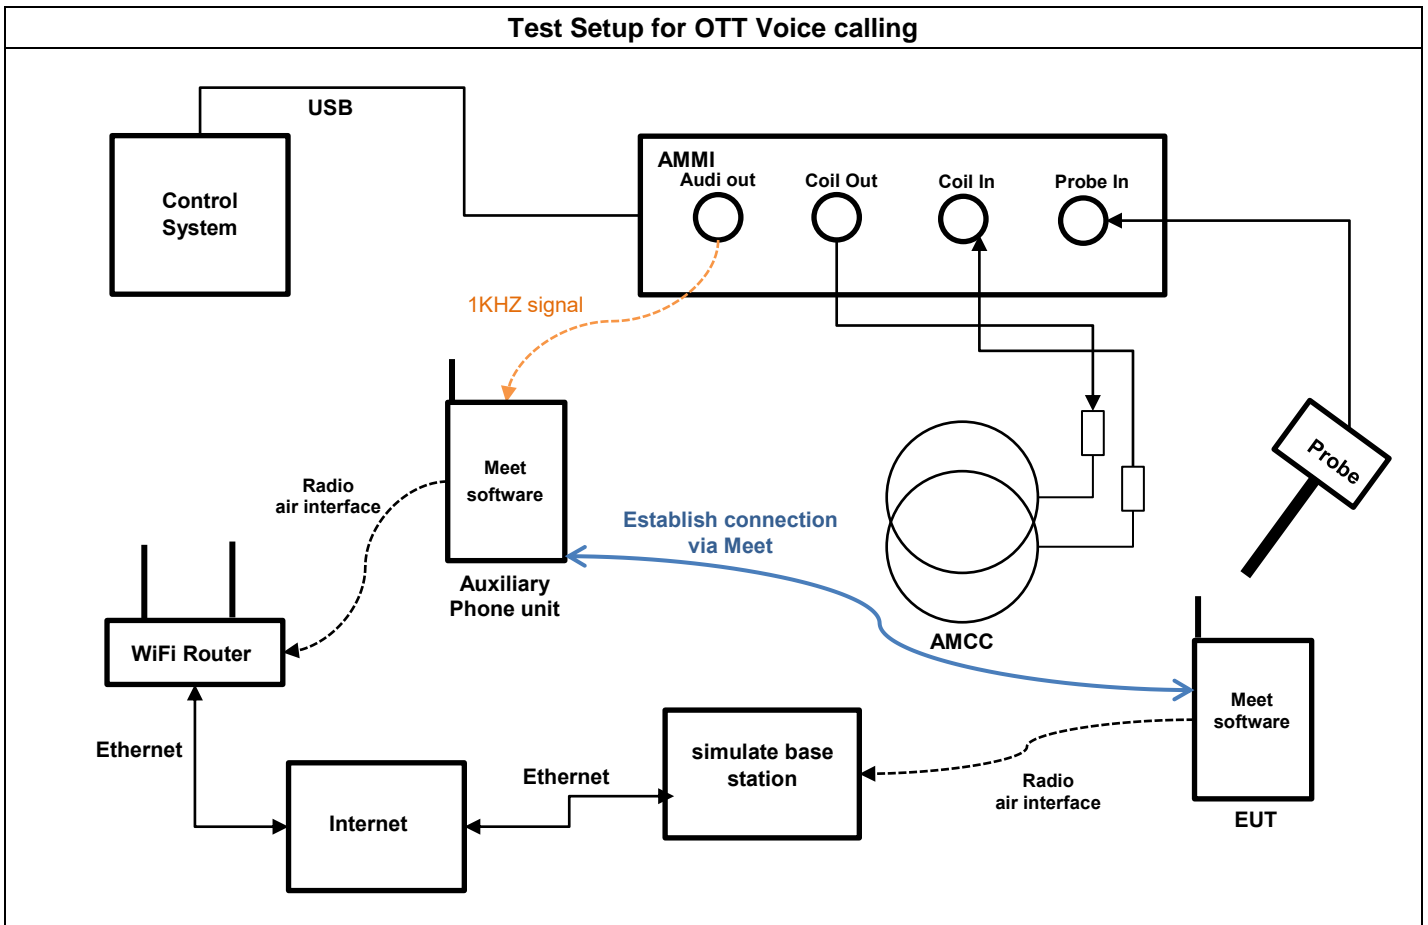 Test Setup for OTT Voice calling
USB
Control
System
AMMI
Audi out
Coil Out
Coil In
Probe In
1KHZ signal
Probe
Meet
software
Radio
air interface
Establish connection
via Meet
Auxiliary
Phone unit
AMCC
WiFi Router
Meet
software
simulate base
station
Ethernet
Ethernet
Radio
air interface
Internet
EUT